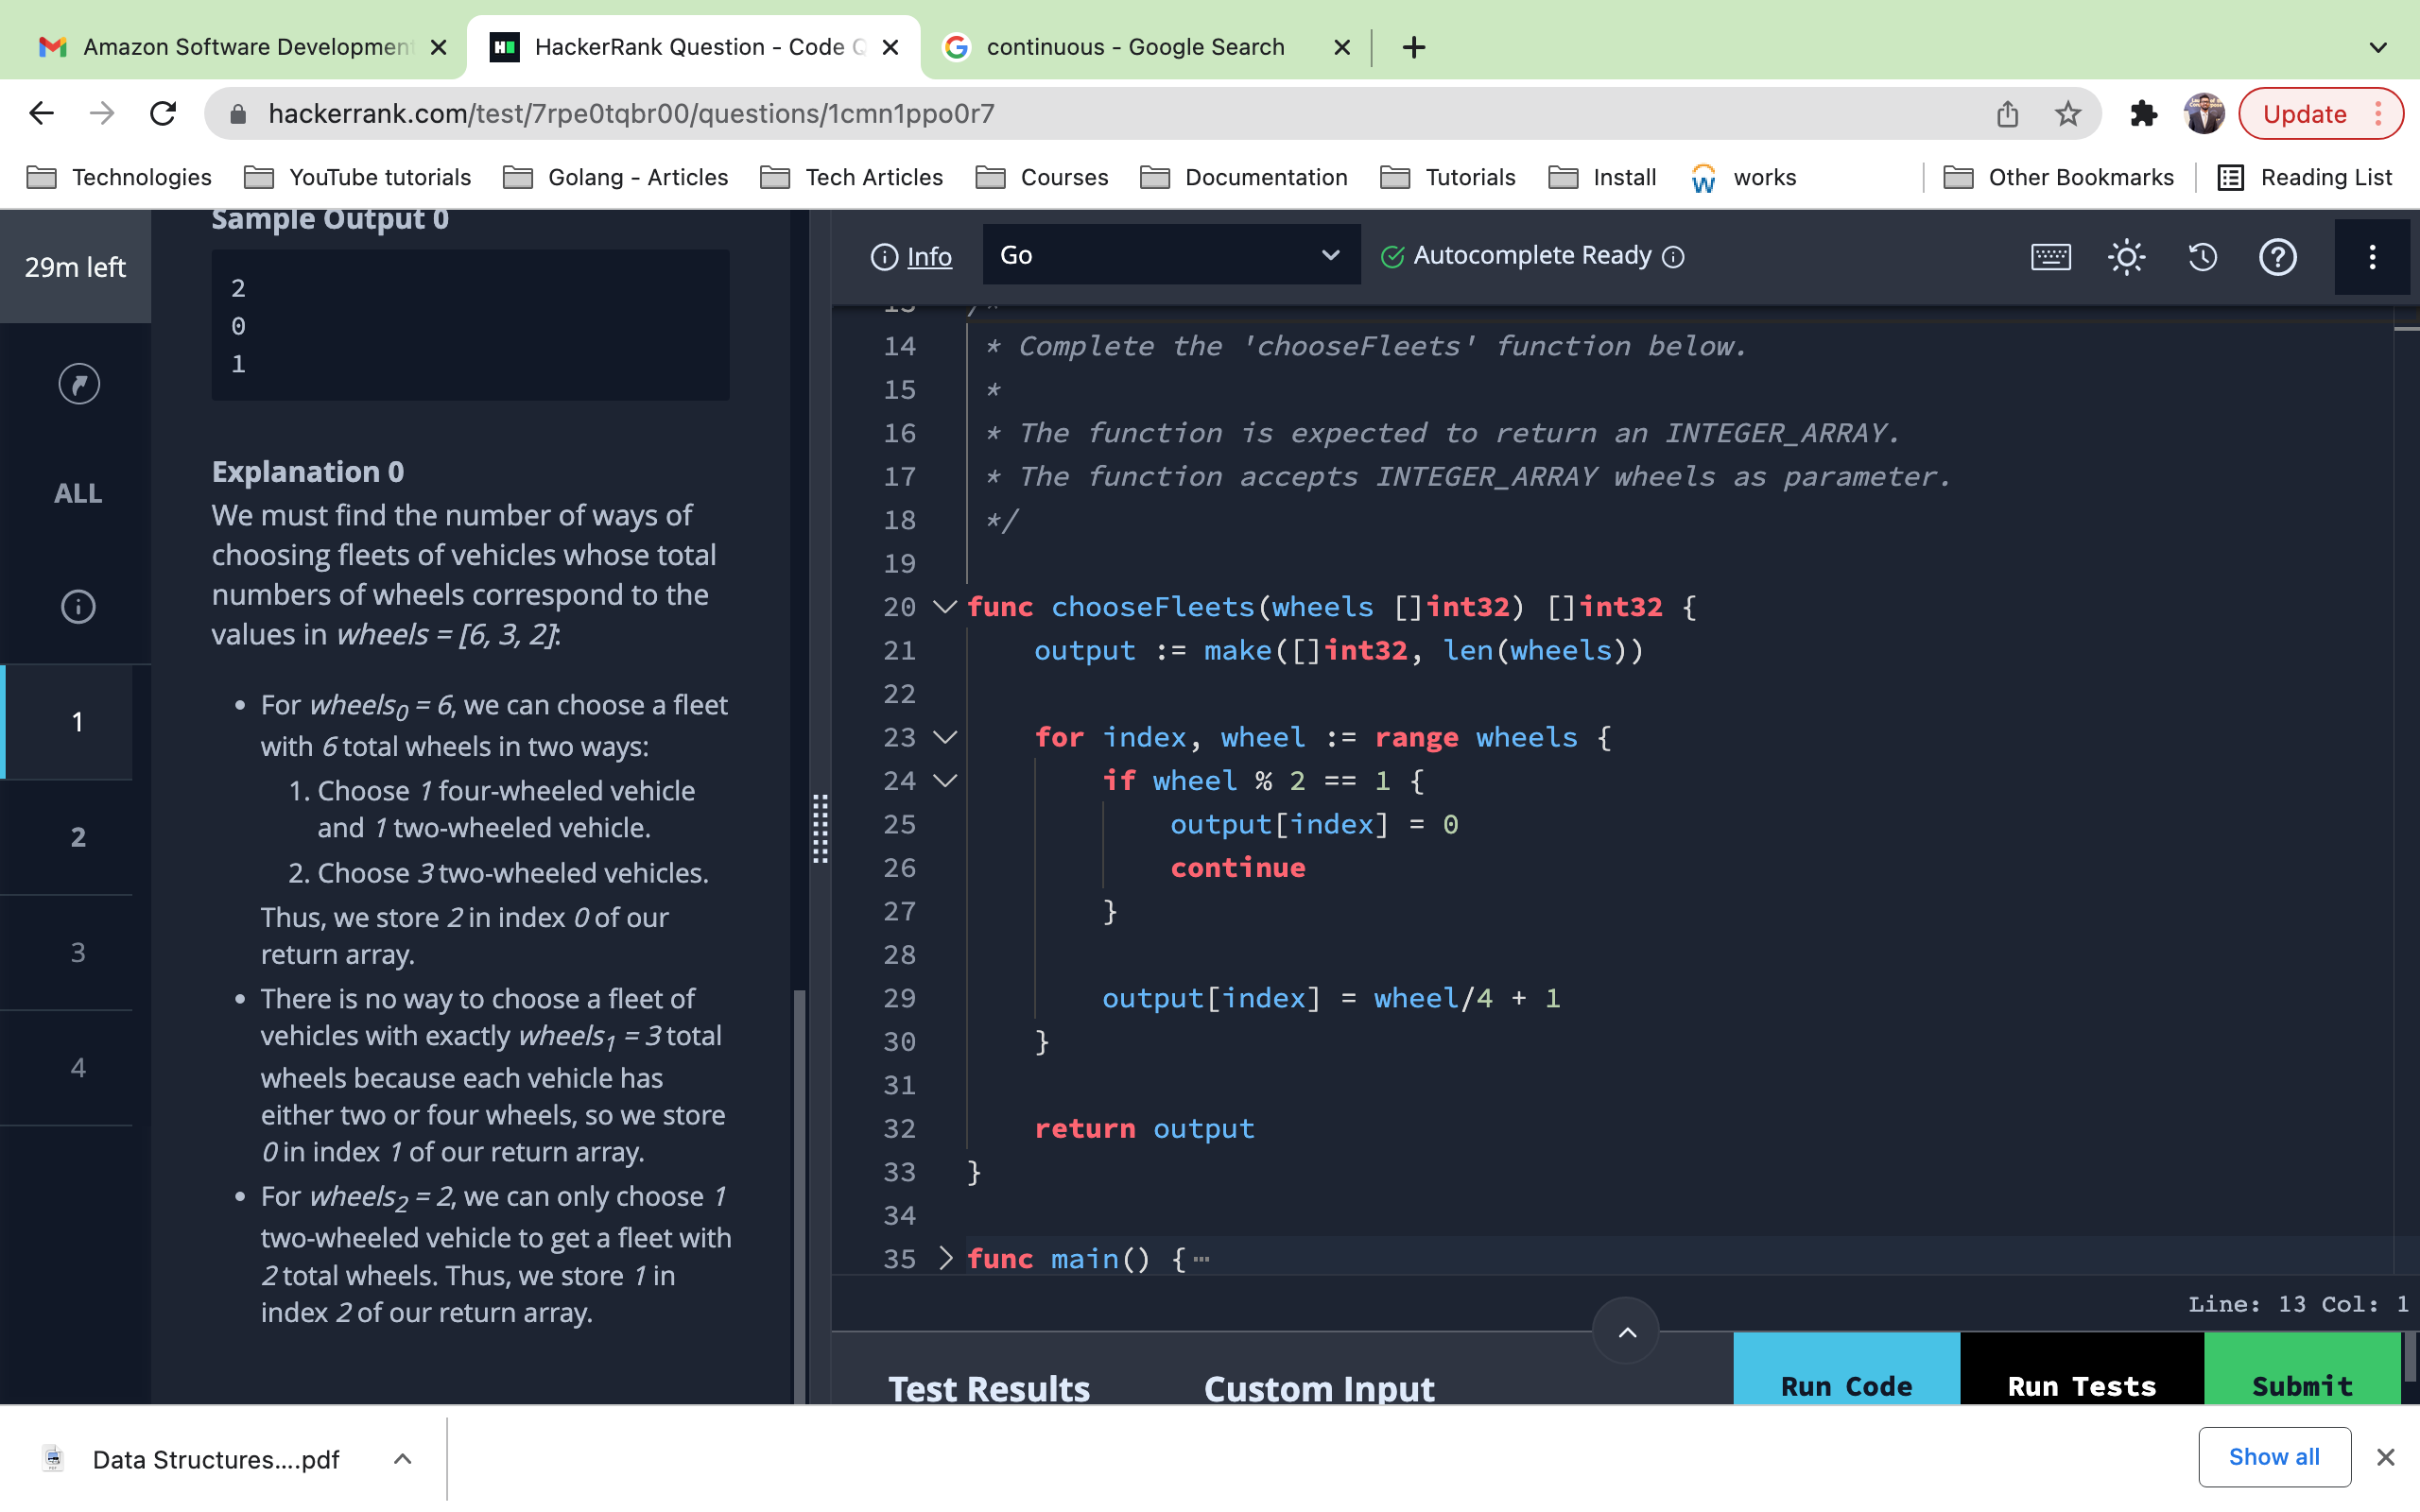 Amazon Software Developmen
HackerRank Question - Code Q
continuous - Google Search
hackerrank.com/test/7rpe0tqbr00/questions/1cmn1ppo0r7
Update
Technologies
YouTube tutorials
Golang - Articles
Tech Articles
Courses
Documentation
Tutorials
Install
works
Other Bookmarks
Reading List
29m left
ALL
1
2
3
4
Sample Output 0
2
0
1
Explanation 0
We must find the number of ways of
choosing fleets of vehicles whose total
numbers of wheels correspond to the
values in wheels = [6, 3, 2]:
• For wheels0 = 6, we can choose a fleet
with 6 total wheels in two ways:
1. Choose 1 four-wheeled vehicle
and 1 two-wheeled vehicle.
2. Choose 3 two-wheeled vehicles.
Thus, we store 2 in index 0 of our
return array.
• There is no way to choose a fleet of
vehicles with exactly wheels1 = 3 total
wheels because each vehicle has
either two or four wheels, so we store
0 in index 1 of our return array.
• For wheels2 = 2, we can only choose 1
two-wheeled vehicle to get a fleet with
2 total wheels. Thus, we store 1 in
index 2 of our return array.
Info
Go
Autocomplete Ready
13 /*
14 * Complete the 'chooseFleets' function below.
15 *
16 * The function is expected to return an INTEGER_ARRAY.
17 * The function accepts INTEGER_ARRAY wheels as parameter.
18 */
19
20 func chooseFleets(wheels []int32) []int32 {
21 output := make([]int32, len(wheels))
22
23 for index, wheel := range wheels {
24 if wheel % 2 == 1 {
25 output[index] = 0
26 continue
27 }
28
29 output[index] = wheel/4 + 1
30 }
31
32 return output
33 }
34
35 func main() {
Line: 13 Col: 1
Test Results
Custom Input
Run Code
Run Tests
Submit
Data Structures....pdf
Show all